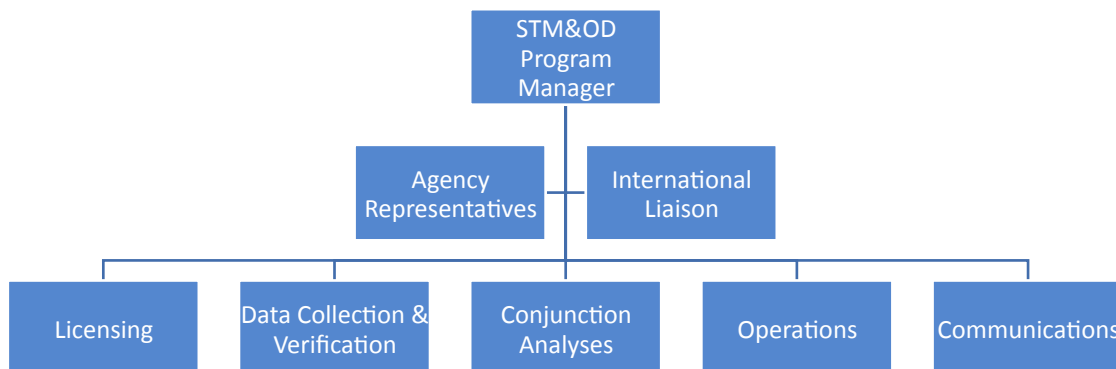 STM&OD
Program
Manager
Agency
Representatives
International
Liaison
Licensing
Data Collection &
Verification
Conjunction
Analyses
Operations
Communications